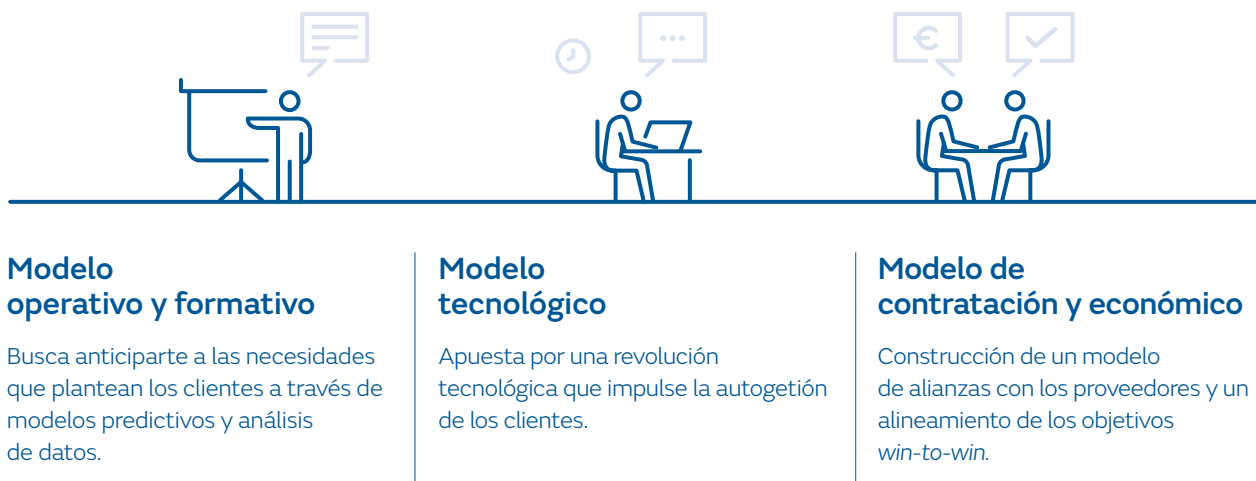 €
Modelo
operativo y formativo
Busca anticiparte a las necesidades
que plantean los clientes a través de
modelos predictivos y análisis
de datos.
Modelo
tecnológico
Apuesta por una revolución
tecnológica que impulse la autogetión
de los clientes.
Modelo de
contratación y económico
Construcción de un modelo
de alianzas con los proveedores y un
alineamiento de los objetivos
win-to-win.